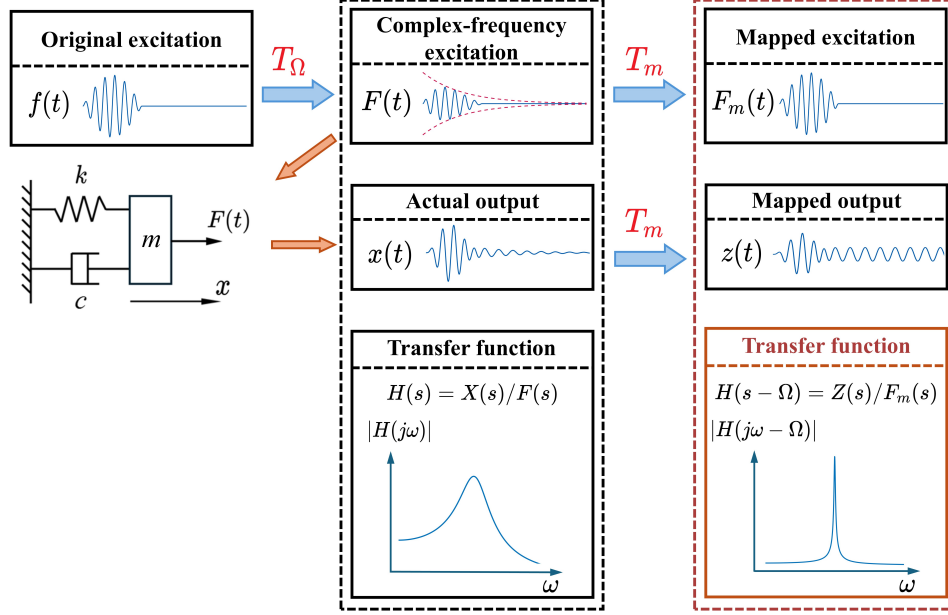 Original excitation
f(t)
T_Ω
Complex-frequency
excitation
F(t)
T_m
Mapped excitation
F_m(t)
k
m
F(t)
c
x
Actual output
x(t)
T_m
Mapped output
z(t)
Transfer function
H(s) = X(s)/F(s)
|H(jω)|
ω
Transfer function
H(s − Ω) = Z(s)/F_m(s)
|H(jω − Ω)|
ω